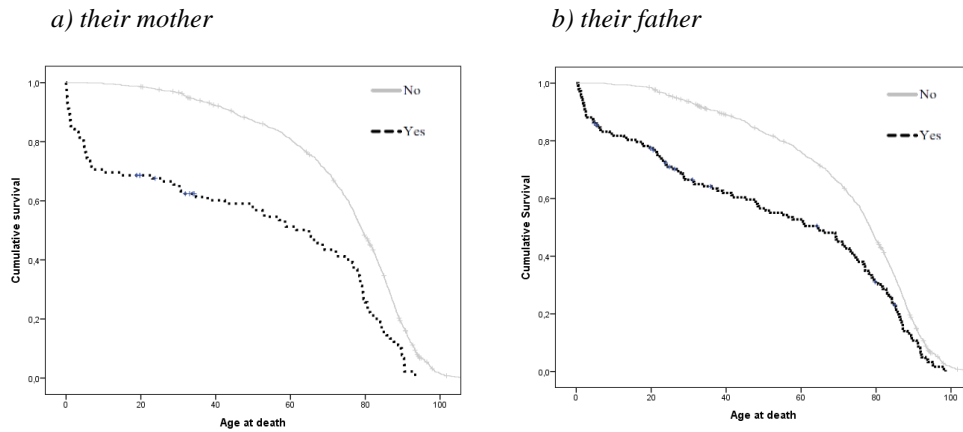 a) their mother
b) their father
1,0
0,8
0,6
0,4
0,2
0,0
Cumulative survival
0
20
40
60
80
100
Age at death
No
Yes
1,0
0,8
0,6
0,4
0,2
0,0
Cumulative Survival
0
20
40
60
80
100
Age at death
No
Yes